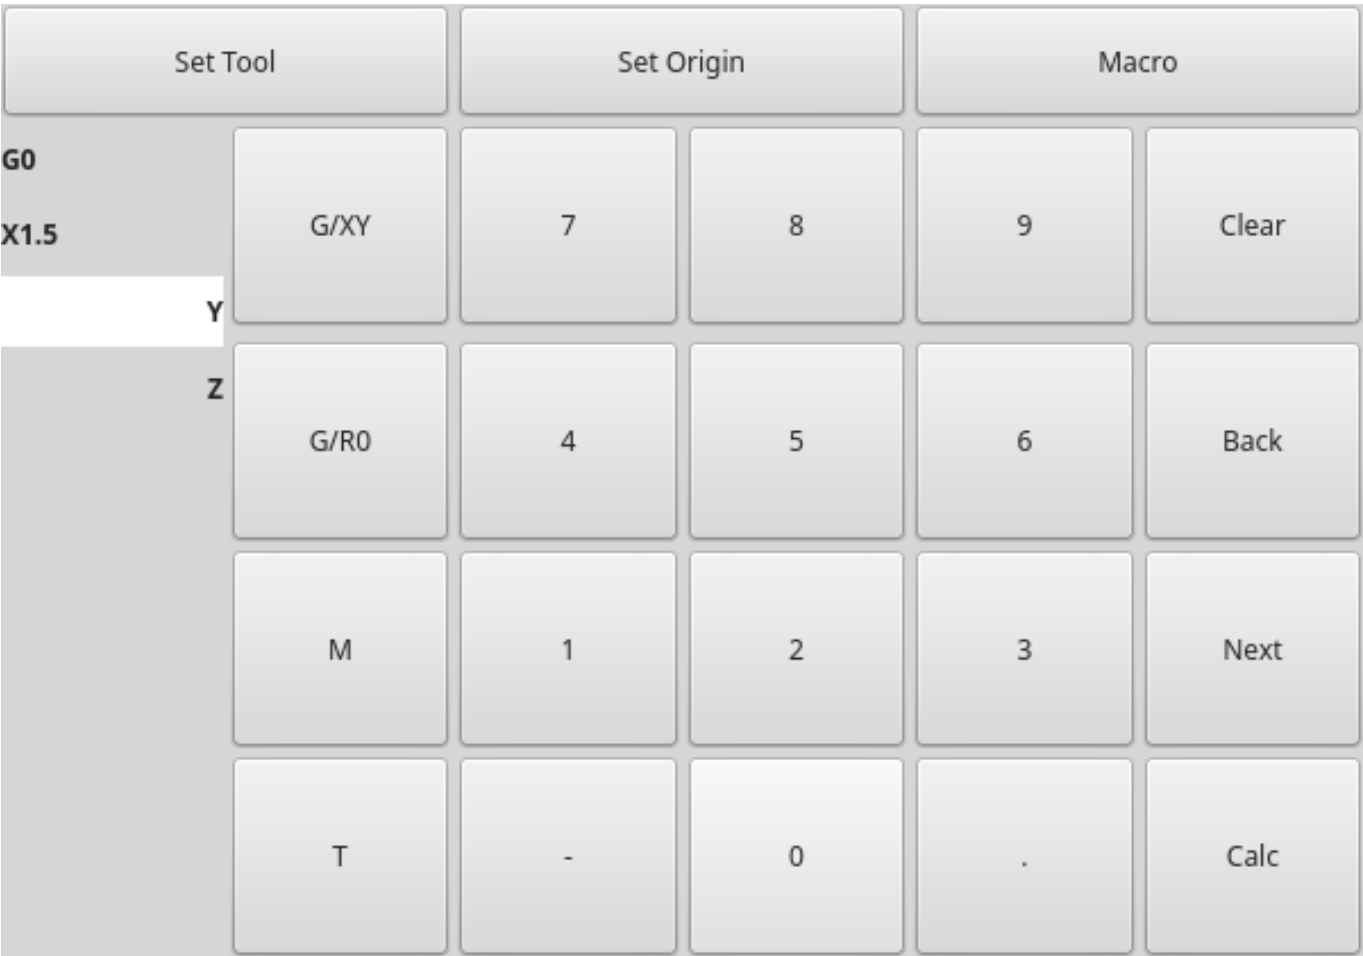 Set Tool Set Origin Macro
G0
X1.5
Y
Z
G/XY 7 8 9 Clear
G/R0 4 5 6 Back
M 1 2 3 Next
T - 0 . Calc